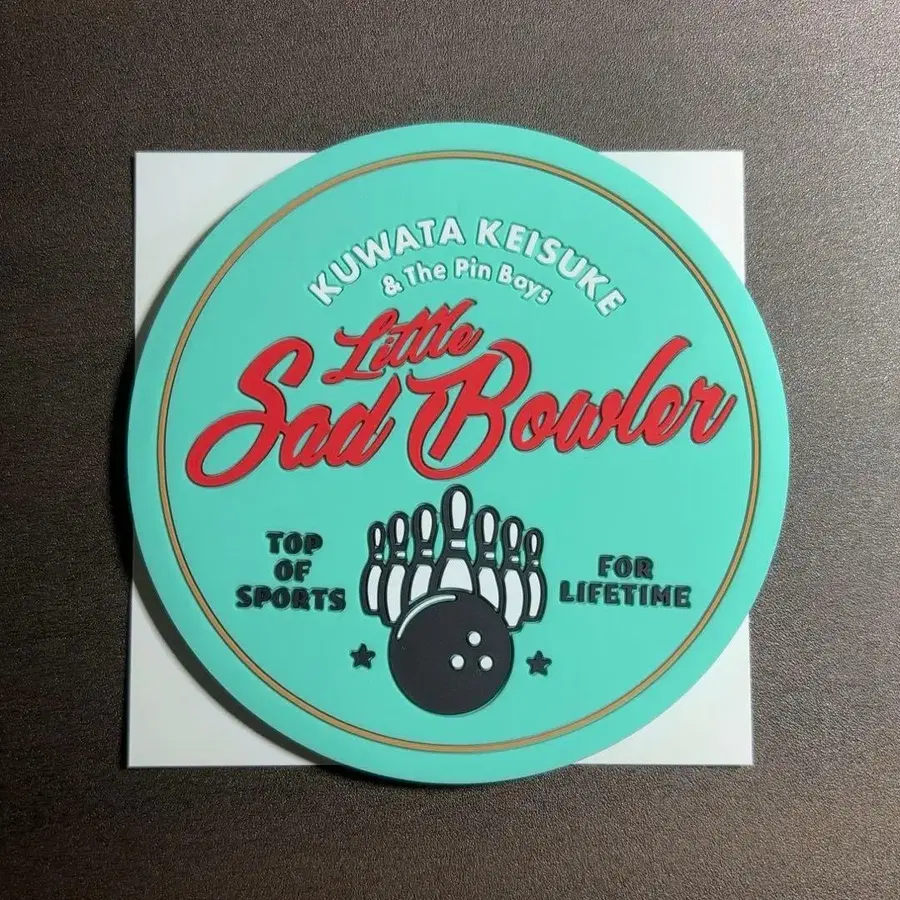 KUWATA KEISUKE
& The Pin Boys
Little
Sad Bowler
TOP
OF
SPORTS
FOR
LIFETIME